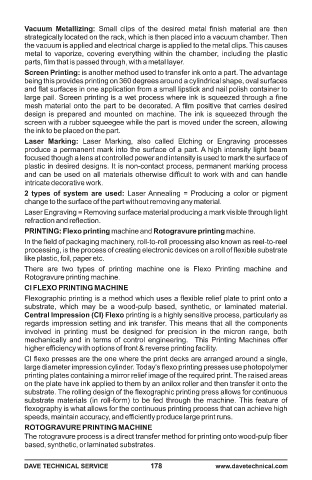 Vacuum Metallizing: Small clips of the desired metal finish material are then
strategically located on the rack, which is then placed into a vacuum chamber. Then
the vacuum is applied and electrical charge is applied to the metal clips. This causes
metal to vaporize, covering everything within the chamber, including the plastic
parts, film that is passed through, with a metal layer.
Screen Printing: is another method used to transfer ink onto a part. The advantage
being this provides printing on 360 degrees around a cylindrical shape, oval surfaces
and flat surfaces in one application from a small lipstick and nail polish container to
large pail. Screen printing is a wet process where ink is squeezed through a fine
mesh material onto the part to be decorated. A film positive that carries desired
design is prepared and mounted on machine. The ink is squeezed through the
screen with a rubber squeegee while the part is moved under the screen, allowing
the ink to be placed on the part.
Laser Marking: Laser Marking, also called Etching or Engraving processes
produce a permanent mark into the surface of a part. A high intensity light beam
focused though a lens at controlled power and intensity is used to mark the surface of
plastic in desired designs. It is non-contact process, permanent marking process
and can be used on all materials otherwise difficult to work with and can handle
intricate decorative work.
2 types of system are used: Laser Annealing = Producing a color or pigment
change to the surface of the part without removing any material.
Laser Engraving = Removing surface material producing a mark visible through light
refraction and reflection.
PRINTING: Flexo printing machine and Rotogravure printing machine.
In the field of packaging machinery, roll-to-roll processing also known as reel-to-reel
processing, is the process of creating electronic devices on a roll of flexible substrate
like plastic, foil, paper etc.
There are two types of printing machine one is Flexo Printing machine and
Rotogravure printing machine.
CI FLEXO PRINTING MACHINE
Flexographic printing is a method which uses a flexible relief plate to print onto a
substrate, which may be a wood-pulp based, synthetic, or laminated material.
Central Impression (CI) Flexo printing is a highly sensitive process, particularly as
regards impression setting and ink transfer. This means that all the components
involved in printing must be designed for precision in the micron range, both
mechanically and in terms of control engineering. This Printing Machines offer
higher efficiency with options of front & reverse printing facility.
CI flexo presses are the one where the print decks are arranged around a single,
large diameter impression cylinder. Today's flexo printing presses use photopolymer
printing plates containing a mirror relief image of the required print. The raised areas
on the plate have ink applied to them by an anilox roller and then transfer it onto the
substrate. The rolling design of the flexographic printing press allows for continuous
substrate materials (in roll-form) to be fed through the machine. This feature of
flexography is what allows for the continuous printing process that can achieve high
speeds, maintain accuracy, and efficiently produce large print runs.
ROTOGRAVURE PRINTING MACHINE
The rotogravure process is a direct transfer method for printing onto wood-pulp fiber
based, synthetic, or laminated substrates.
DAVE TECHNICAL SERVICE 178 www.davetechnical.com